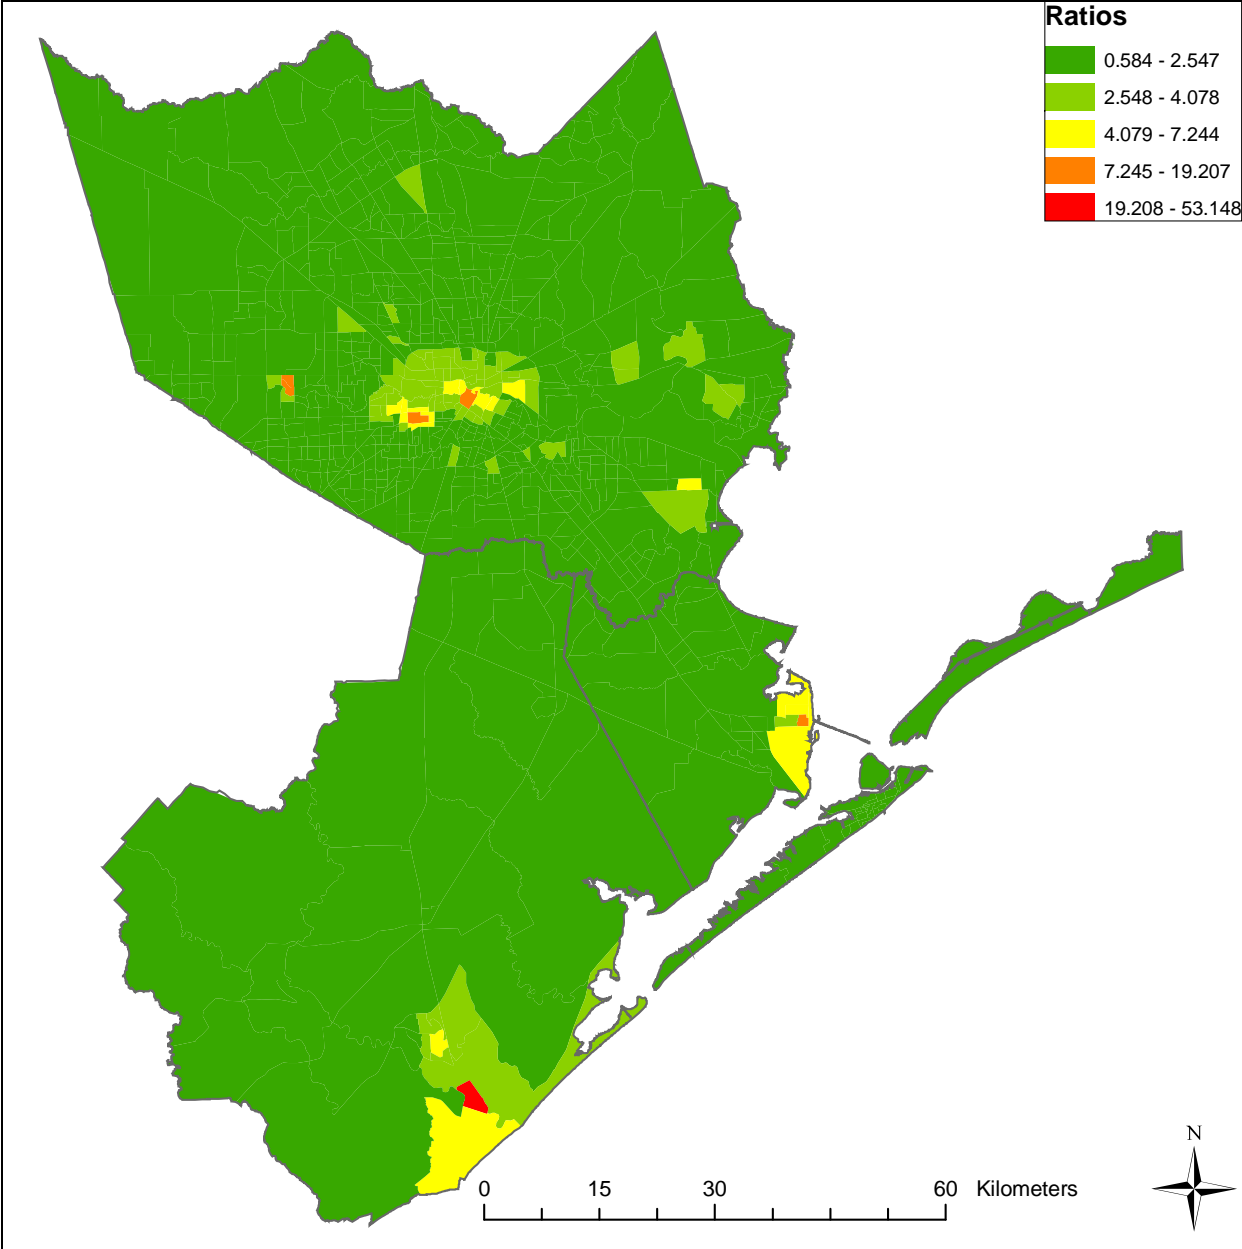 Ratios
0.584 - 2.547
2.548 - 4.078
4.079 - 7.244
7.245 - 19.207
19.208 - 53.148
N
0 15 30 60 Kilometers